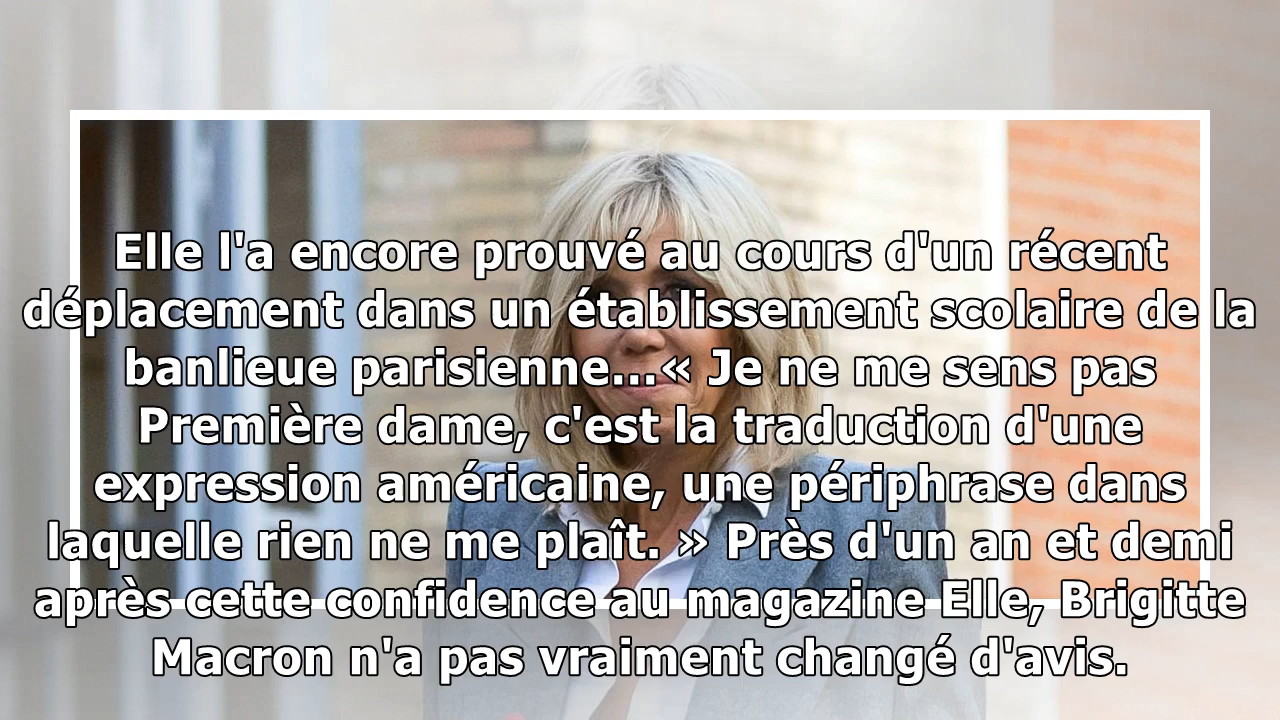 Elle l'a encore prouvé au cours d'un récent
déplacement dans un établissement scolaire de la
banlieue parisienne...« Je ne me sens pas
Première dame, c'est la traduction d'une
expression américaine, une périphrase dans
laquelle rien ne me plaît. » Près d'un an et demi
après cette confidence au magazine Elle, Brigitte
Macron n'a pas vraiment changé d'avis.